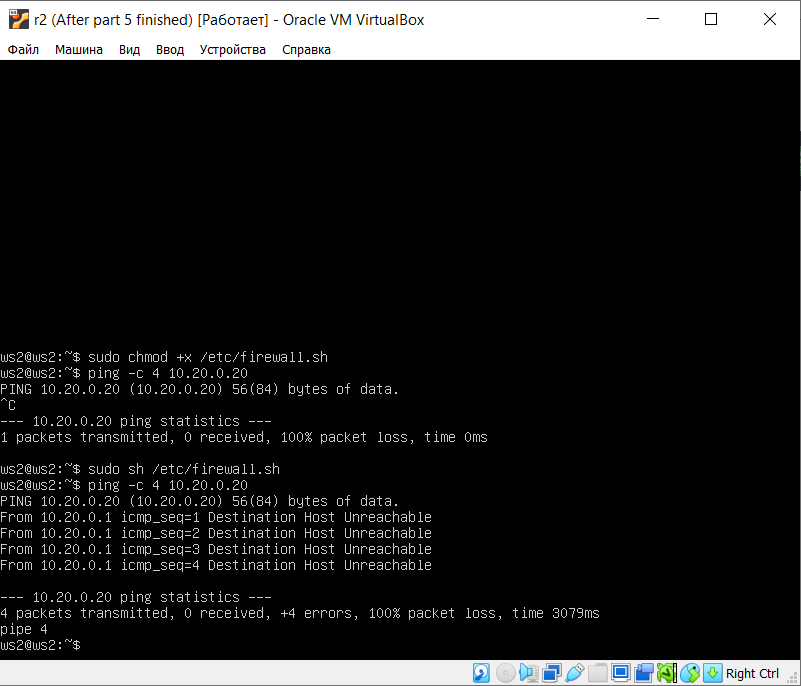 r2 (After part 5 finished) [Работает] - Oracle VM VirtualBox
Файл Машина Вид Ввод Устройства Справка
ws2@ws2:~$ sudo chmod +x /etc/firewall.sh
ws2@ws2:~$ ping -c 4 10.20.0.20
PING 10.20.0.20 (10.20.0.20) 56(84) bytes of data.
^C
--- 10.20.0.20 ping statistics ---
1 packets transmitted, 0 received, 100% packet loss, time 0ms
ws2@ws2:~$ sudo sh /etc/firewall.sh
ws2@ws2:~$ ping -c 4 10.20.0.20
PING 10.20.0.20 (10.20.0.20) 56(84) bytes of data.
From 10.20.0.1 icmp_seq=1 Destination Host Unreachable
From 10.20.0.1 icmp_seq=2 Destination Host Unreachable
From 10.20.0.1 icmp_seq=3 Destination Host Unreachable
From 10.20.0.1 icmp_seq=4 Destination Host Unreachable
--- 10.20.0.20 ping statistics ---
4 packets transmitted, 0 received, +4 errors, 100% packet loss, time 3079ms
pipe 4
ws2@ws2:~$
Right Ctrl